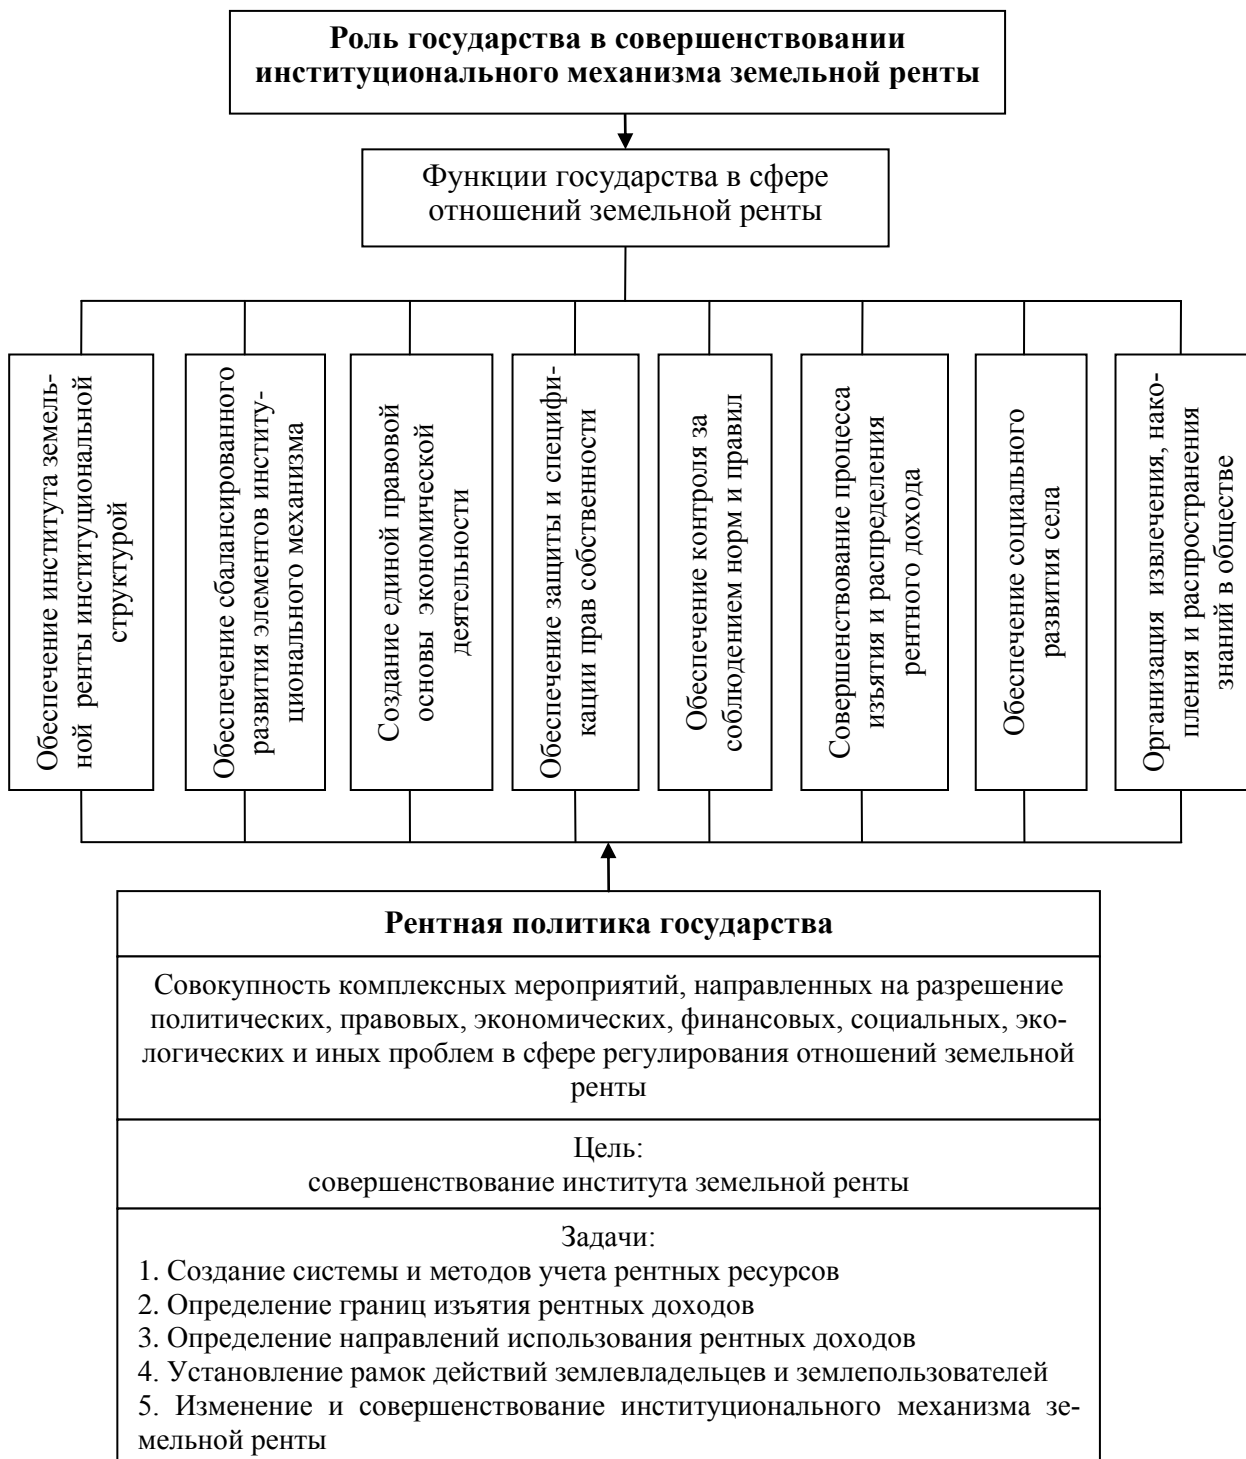 Роль государства в совершенствовании
институционального механизма земельной ренты
Функции государства в сфере
отношений земельной ренты
Обеспечение института земель-
ной ренты институциональной
структурой
Обеспечение сбалансированного
развития элементов институ-
ционального механизма
Создание единой правовой
основы экономической
деятельности
Обеспечение защиты и специфи-
кации прав собственности
Обеспечение контроля за
соблюдением норм и правил
Совершенствование процесса
изъятия и распределения
рентного дохода
Обеспечение социального
развития села
Организация извлечения, нако-
пления и распространения
знаний в обществе
Рентная политика государства
Совокупность комплексных мероприятий, направленных на разрешение
политических, правовых, экономических, финансовых, социальных, эко-
логических и иных проблем в сфере регулирования отношений земельной
ренты
Цель:
совершенствование института земельной ренты
Задачи:
1. Создание системы и методов учета рентных ресурсов
2. Определение границ изъятия рентных доходов
3. Определение направлений использования рентных доходов
4. Установление рамок действий землевладельцев и землепользователей
5. Изменение и совершенствование институционального механизма зе-
мельной ренты